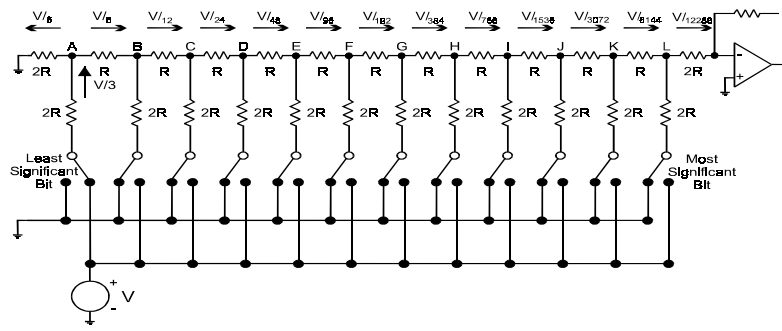 V/6 V/6 V/12 V/24 V/48 V/96 V/192 V/384 V/768 V/1536 V/3072 V/6144 V/12288
A B C D E F G H I J K L
2R R R R R R R R R R R R 2R
V/3
- +
2R 2R 2R 2R 2R 2R 2R 2R 2R 2R 2R 2R
Least
Significant
Bit
Most
Significant
Bit
+
V
-